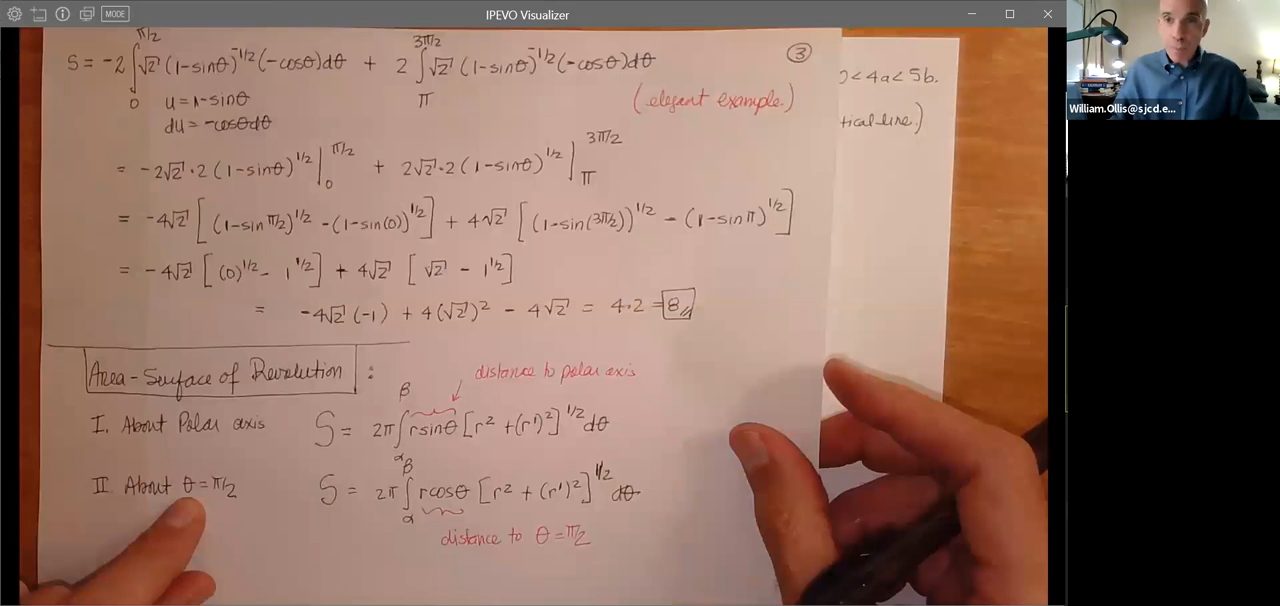 MODE
IPEVO Visualizer
William.Ollis@sjcd.e...
S = -2 ∫₀^(π/2) √2 (1-sinθ)^(-1/2) (-cosθ)dθ + 2 ∫_π^(3π/2) √2 (1-sinθ)^(-1/2) (-cosθ)dθ
③
u = 1-sinθ
du = -cosθdθ
(elegant example.)
< 4a < 5b.
tical line.)
= -2√2·2 (1-sinθ)^(1/2) |₀^(π/2) + 2√2·2 (1-sinθ)^(1/2) |_π^(3π/2)
= -4√2 [(1-sin π/2)^(1/2) - (1-sin(0))^(1/2)] + 4√2 [(1-sin(3π/2))^(1/2) - (1-sin π)^(1/2)]
= -4√2 [(0)^(1/2) - 1^(1/2)] + 4√2 [√2 - 1^(1/2)]
= -4√2 (-1) + 4(√2)² - 4√2 = 4·2 = 8
Area - Surface of Revolution :
distance to polar axis
I. About Polar axis S = 2π ∫_α^β r sinθ [r² + (r')²]^(1/2) dθ
II About θ = π/2 S = 2π ∫_α^β r cosθ [r² + (r')²]^(1/2) dθ
distance to θ = π/2